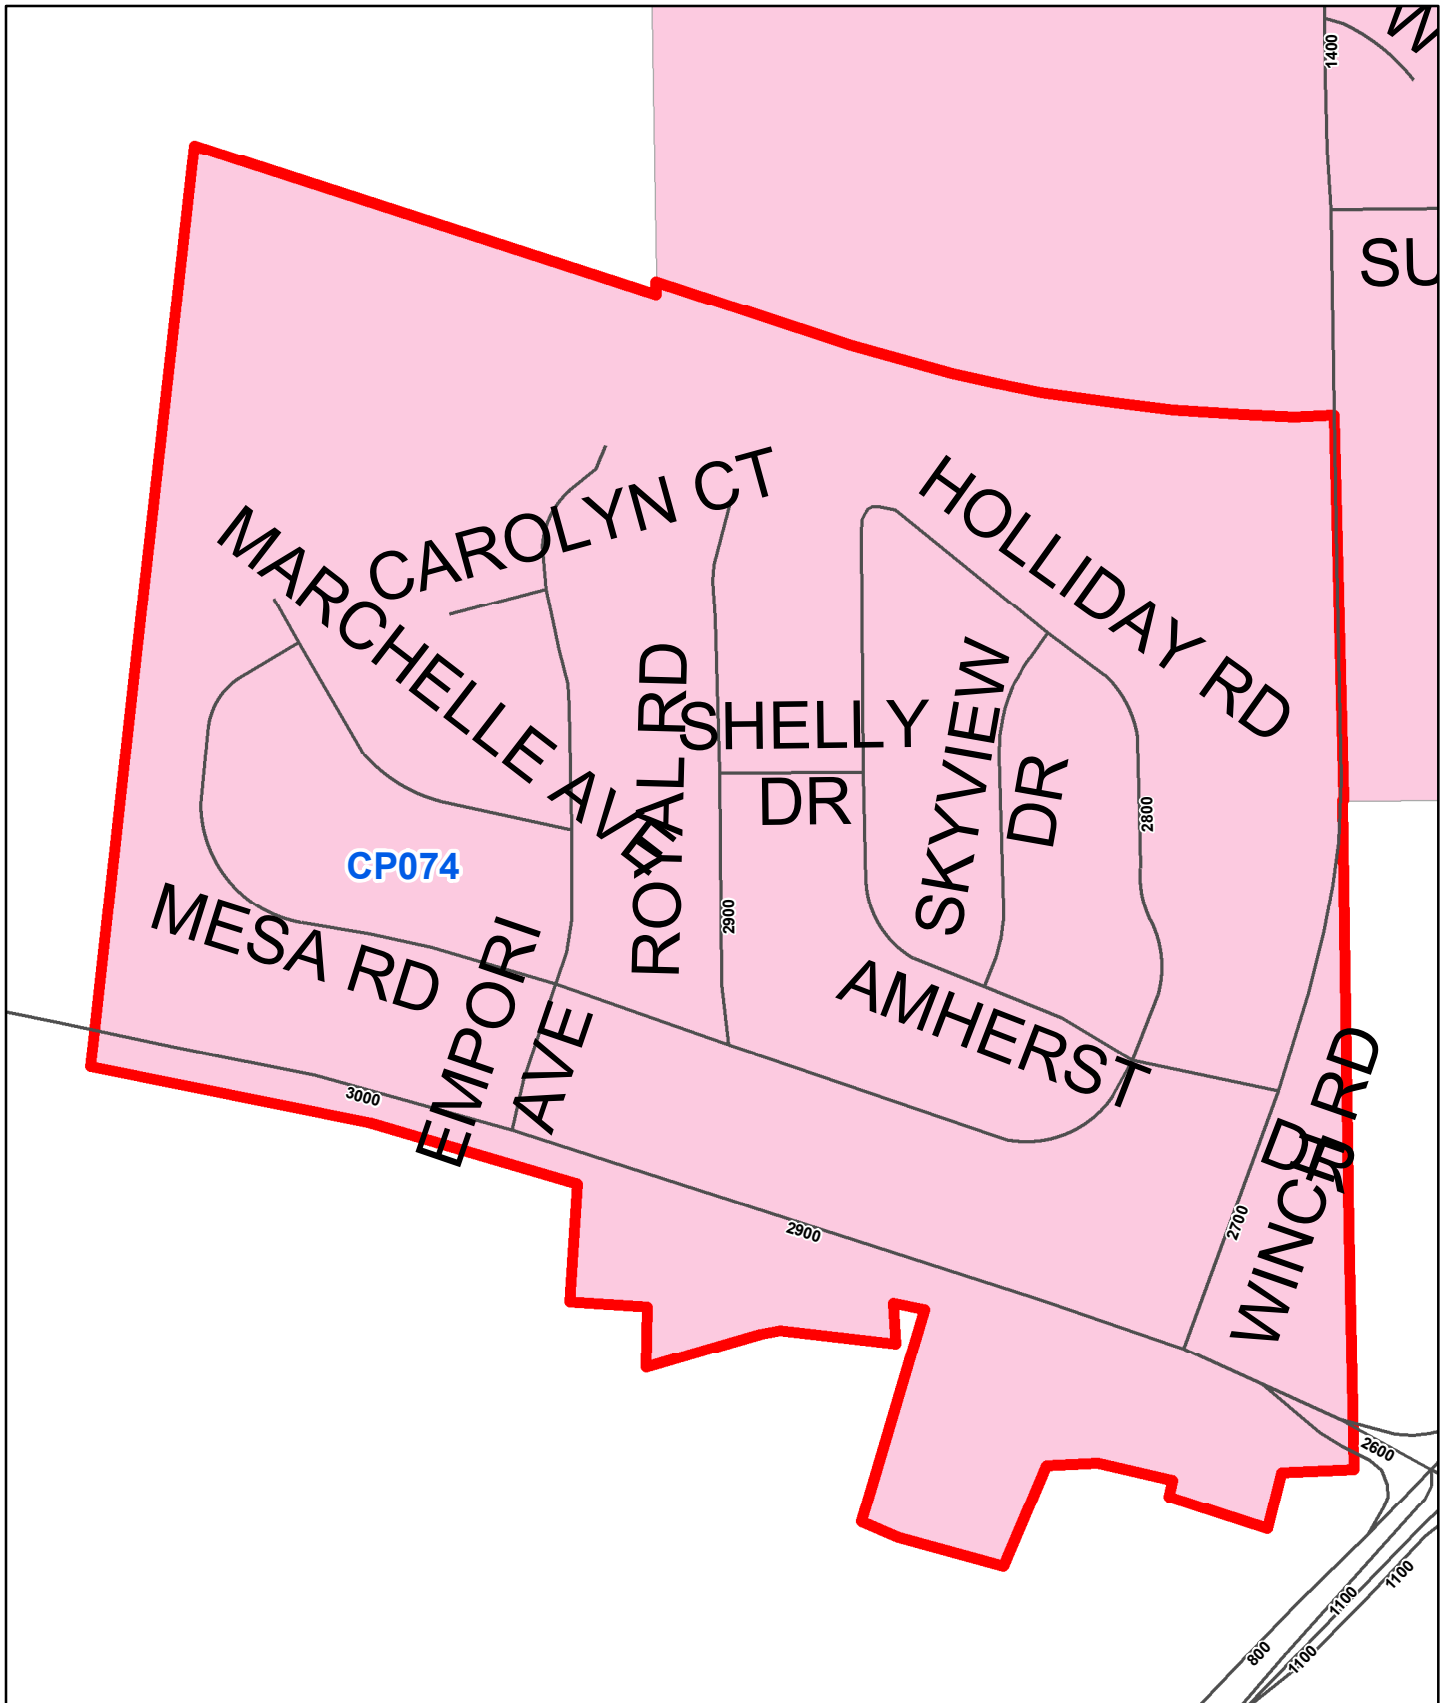 W
1400
SU
CAROLYN CT
HOLLIDAY RD
MARCHELLE AVE
ROYAL RD
SHELLY
DR
SKYVIEW
DR
2800
CP074
2900
MESA RD
EMPORI
AVE
AMHERST
DR
3000
2900
2700
RD
2600
1100
1100
1100
800